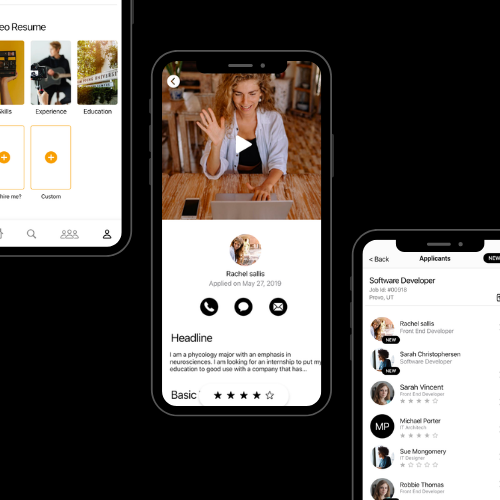 Video Resume
Skills
Experience
Education
hire me?
Custom
Rachel sallis
Applied on May 27, 2019
Headline
I am a phycology major with an emphasis in
neurosciences. I am looking for an internship to put my
education to good use with a company that has...
Basic
< Back
Applicants
NEW
Software Developer
Job Id: #00918
Provo, UT
Rachel sallis
Front End Developer
NEW
Sarah Christophersen
Software Developer
NEW
Sarah Vincent
Front End Developer
MP
Michael Porter
IT Architech
Sue Mongomery
IT Designer
Robbie Thomas
Front End Developer